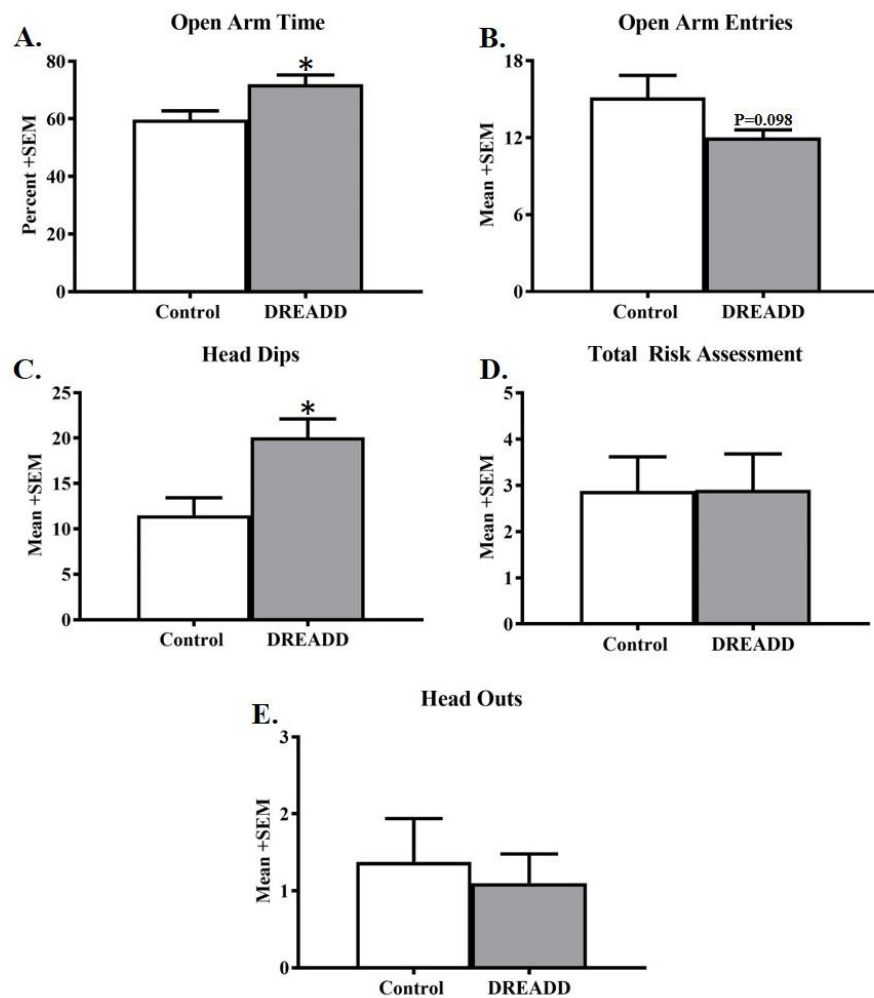 A.
Open Arm Time
Percent +SEM
80
60
40
20
0
*
Control DREADD
B.
Open Arm Entries
Mean +SEM
18
12
6
0
P=0.098
Control DREADD
C.
Head Dips
Mean +SEM
25
20
15
10
5
0
*
Control DREADD
D.
Total Risk Assessment
Mean +SEM
5
4
3
2
1
0
Control DREADD
E.
Head Outs
Mean +SEM
3
2
1
0
Control DREADD